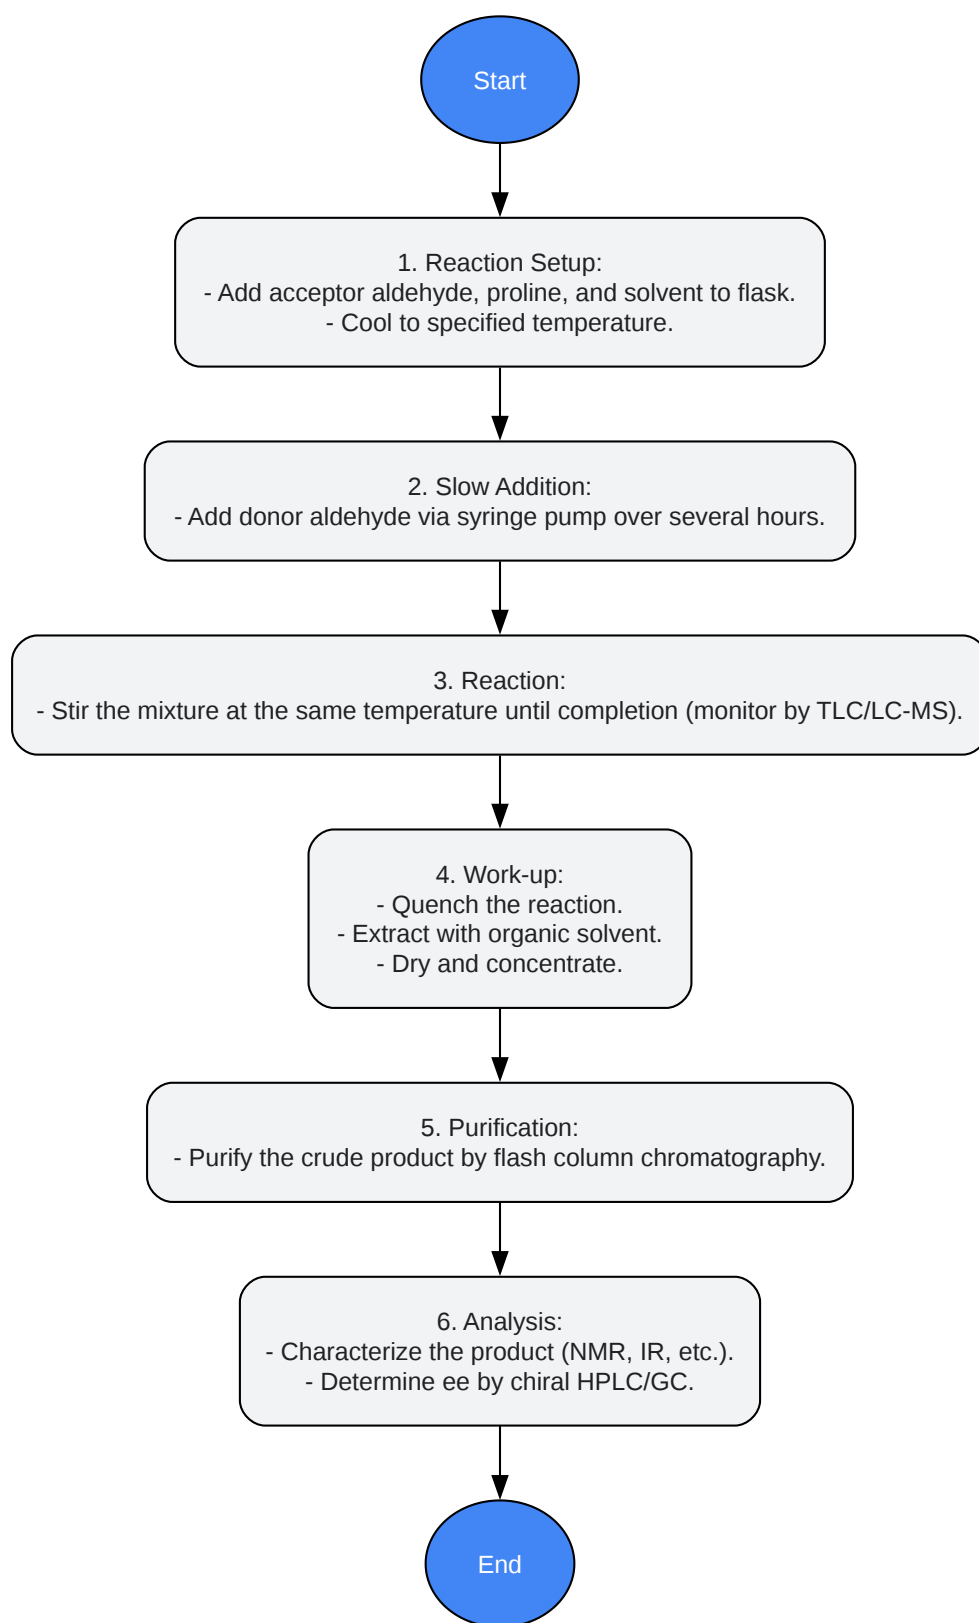 Start
1. Reaction Setup:
- Add acceptor aldehyde, proline, and solvent to flask.
- Cool to specified temperature.
2. Slow Addition:
- Add donor aldehyde via syringe pump over several hours.
3. Reaction:
- Stir the mixture at the same temperature until completion (monitor by TLC/LC-MS).
4. Work-up:
- Quench the reaction.
- Extract with organic solvent.
- Dry and concentrate.
5. Purification:
- Purify the crude product by flash column chromatography.
6. Analysis:
- Characterize the product (NMR, IR, etc.).
- Determine ee by chiral HPLC/GC.
End